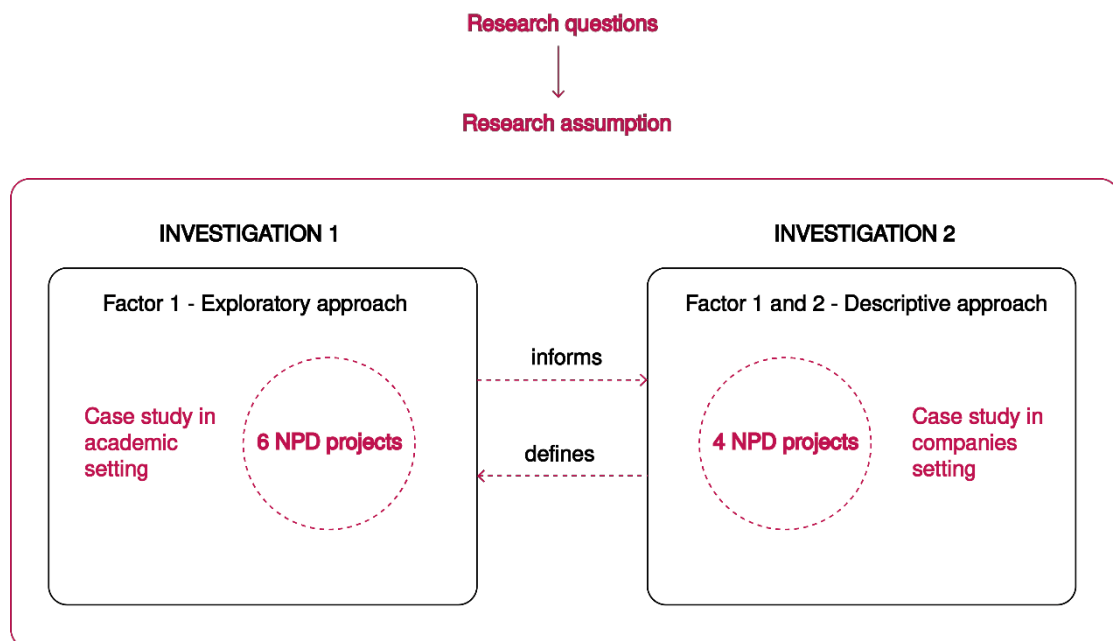 Research questions
Research assumption
INVESTIGATION 1
Factor 1 - Exploratory approach
Case study in
academic
setting
6 NPD projects
informs
defines
INVESTIGATION 2
Factor 1 and 2 - Descriptive approach
4 NPD projects
Case study in
companies
setting